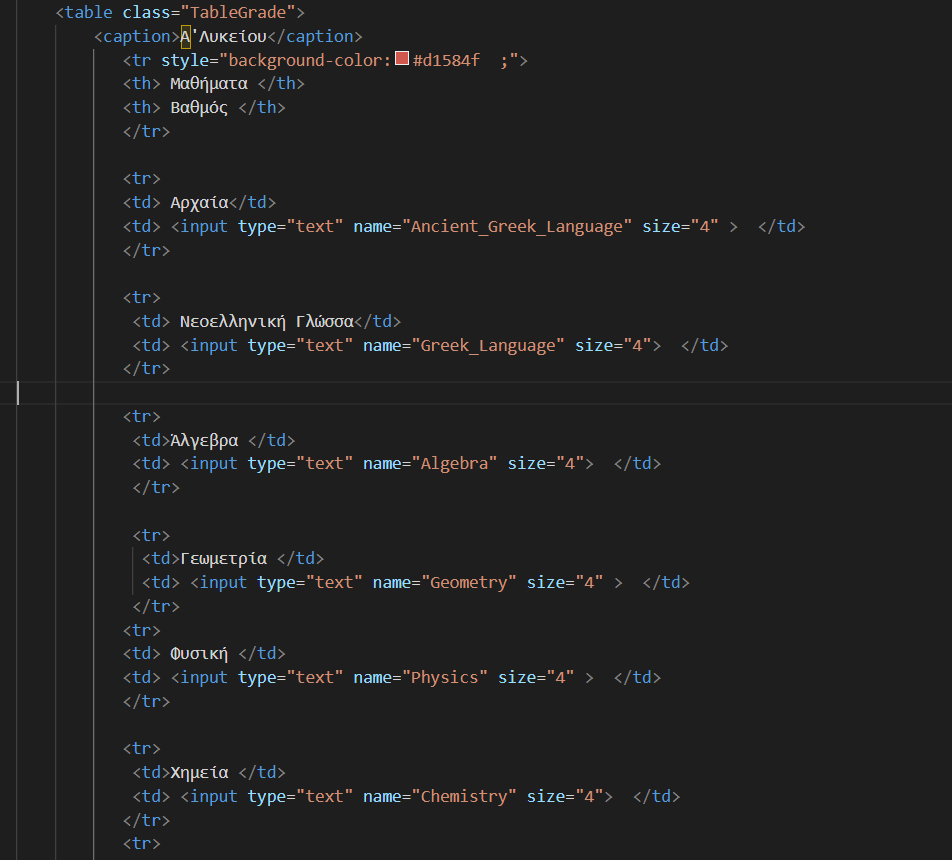 <table class="TableGrade">
<caption>Α'Λυκείου</caption>
<tr style="background-color:#d1584f  ;">
<th> Μαθήματα </th>
<th> Βαθμός </th>
</tr>
<tr>
<td> Αρχαία</td>
<td> <input type="text" name="Ancient_Greek_Language" size="4" >  </td>
</tr>
<tr>
<td> Νεοελληνική Γλώσσα</td>
<td> <input type="text" name="Greek_Language" size="4">  </td>
</tr>
<tr>
<td>Άλγεβρα </td>
<td> <input type="text" name="Algebra" size="4">  </td>
</tr>
<tr>
<td>Γεωμετρία </td>
<td> <input type="text" name="Geometry" size="4" >  </td>
</tr>
<tr>
<td> Φυσική </td>
<td> <input type="text" name="Physics" size="4" >  </td>
</tr>
<tr>
<td>Χημεία </td>
<td> <input type="text" name="Chemistry" size="4">  </td>
</tr>
<tr>